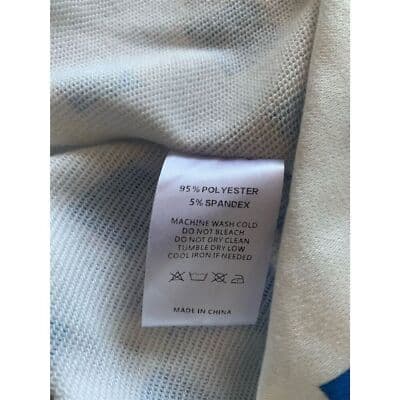 95% POLYESTER
5% SPANDEX
MACHINE WASH COLD
DO NOT BLEACH
DO NOT DRY CLEAN
TUMBLE DRY LOW
COOL IRON IF NEEDED
MADE IN CHINA